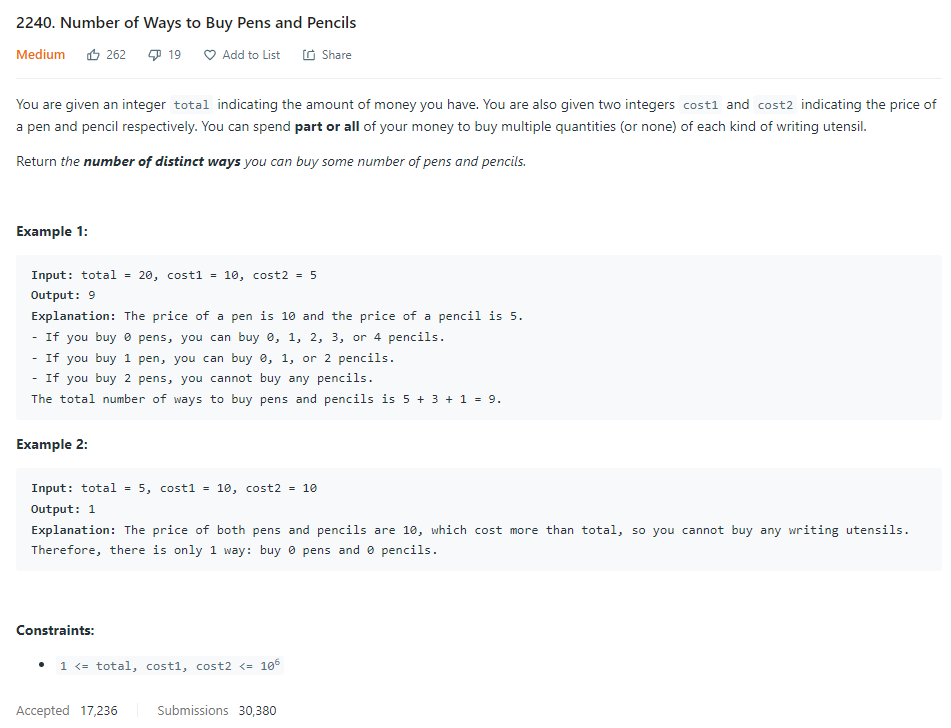 2240. Number of Ways to Buy Pens and Pencils
Medium 262 19 Add to List Share
You are given an integer total indicating the amount of money you have. You are also given two integers cost1 and cost2 indicating the price of
a pen and pencil respectively. You can spend part or all of your money to buy multiple quantities (or none) of each kind of writing utensil.
Return the number of distinct ways you can buy some number of pens and pencils.
Example 1:
Input: total = 20, cost1 = 10, cost2 = 5
Output: 9
Explanation: The price of a pen is 10 and the price of a pencil is 5.
- If you buy 0 pens, you can buy 0, 1, 2, 3, or 4 pencils.
- If you buy 1 pen, you can buy 0, 1, or 2 pencils.
- If you buy 2 pens, you cannot buy any pencils.
The total number of ways to buy pens and pencils is 5 + 3 + 1 = 9.
Example 2:
Input: total = 5, cost1 = 10, cost2 = 10
Output: 1
Explanation: The price of both pens and pencils are 10, which cost more than total, so you cannot buy any writing utensils.
Therefore, there is only 1 way: buy 0 pens and 0 pencils.
Constraints:
• 1 <= total, cost1, cost2 <= 10⁶
Accepted 17,236 Submissions 30,380